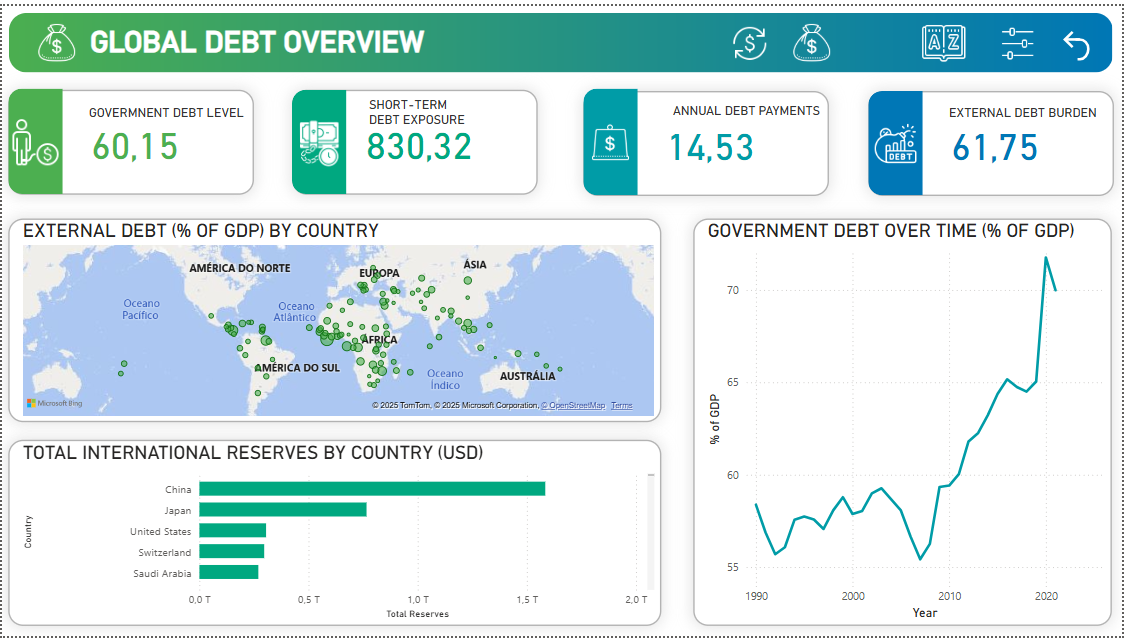 GLOBAL DEBT OVERVIEW
$
$
$
A Z
GOVERMNENT DEBT LEVEL
60,15
$
SHORT-TERM
DEBT EXPOSURE
830,32
ANNUAL DEBT PAYMENTS
14,53
$
EXTERNAL DEBT BURDEN
61,75
DEBT
EXTERNAL DEBT (% OF GDP) BY COUNTRY
AMÉRICA DO NORTE
EUROPA
ÁSIA
Oceano
Pacífico
Oceano
Atlântico
ÁFRICA
AMÉRICA DO SUL
Oceano
Índico
AUSTRÁLIA
Microsoft Bing
© 2025 TomTom, © 2025 Microsoft Corporation, © OpenStreetMap Terms
TOTAL INTERNATIONAL RESERVES BY COUNTRY (USD)
Country
China
Japan
United States
Switzerland
Saudi Arabia
0,0 T 0,5 T 1,0 T 1,5 T 2,0 T
Total Reserves
GOVERNMENT DEBT OVER TIME (% OF GDP)
% of GDP
70
65
60
55
1990 2000 2010 2020
Year